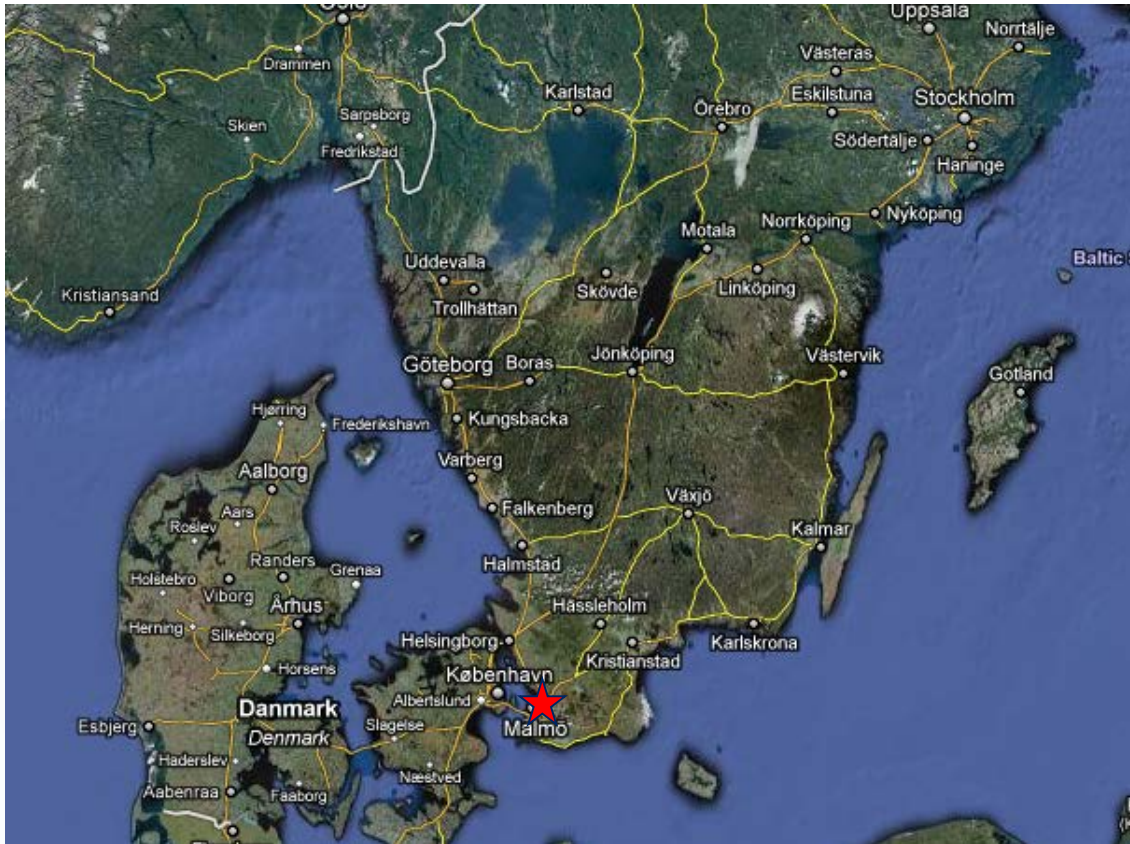 Oslo
Uppsala
Norrtälje
Drammen
Västeras
Karlstad
Eskilstuna
Stockholm
Örebro
Sarpsborg
Skien
Södertälje
Fredrikstad
Haninge
Nyköping
Norrköping
Motala
Baltic
Uddevalla
Kristiansand
Skövde
Linköping
Trollhättan
Göteborg
Boras
Jönköping
Västervik
Gotland
Hjørring
Kungsbacka
Frederikshavn
Varberg
Aalborg
Växjö
Aars
Falkenberg
Roslev
Kalmar
Randers
Halmstad
Grenaa
Holstebro
Viborg
Århus
Hässleholm
Herning
Silkeborg
Helsingborg
Karlskrona
Kristianstad
Horsens
København
Albertslund
Danmark
Esbjerg
Slagelse
Malmö
Denmark
Haderslev
Næstved
Aabenraa
Faaborg